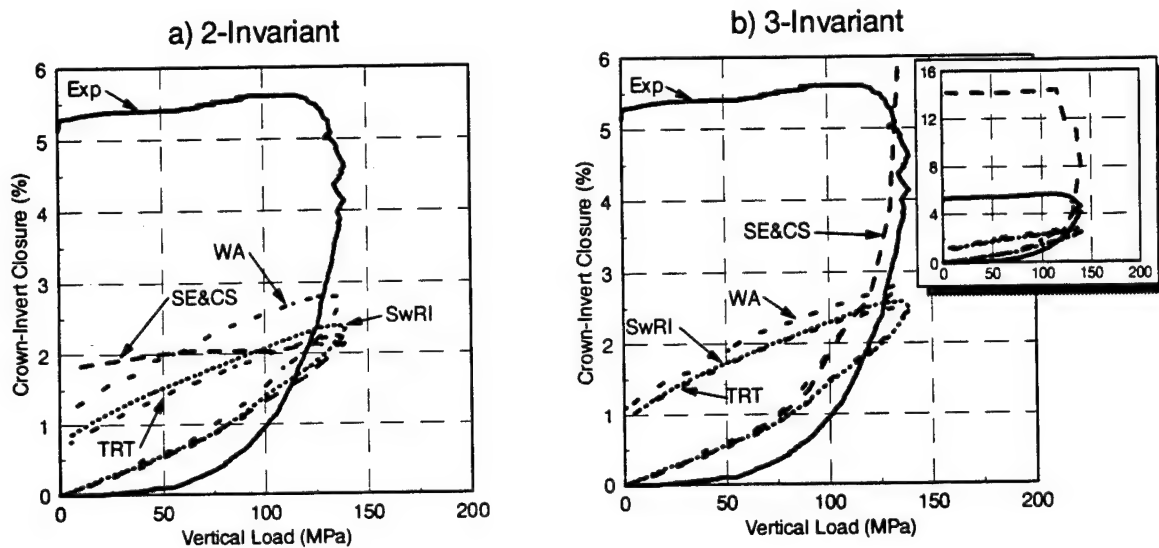 a) 2-Invariant
6
5
4
3
2
1
0
Crown-Invert Closure (%)
Exp
WA
SE&CS
SwRI
TRT
0
50
100
150
200
Vertical Load (MPa)
b) 3-Invariant
6
5
4
3
2
1
0
Crown-Invert Closure (%)
Exp
SE&CS
WA
SwRI
TRT
0
50
100
150
200
Vertical Load (MPa)
16
12
8
4
0
0
50
100
150
200